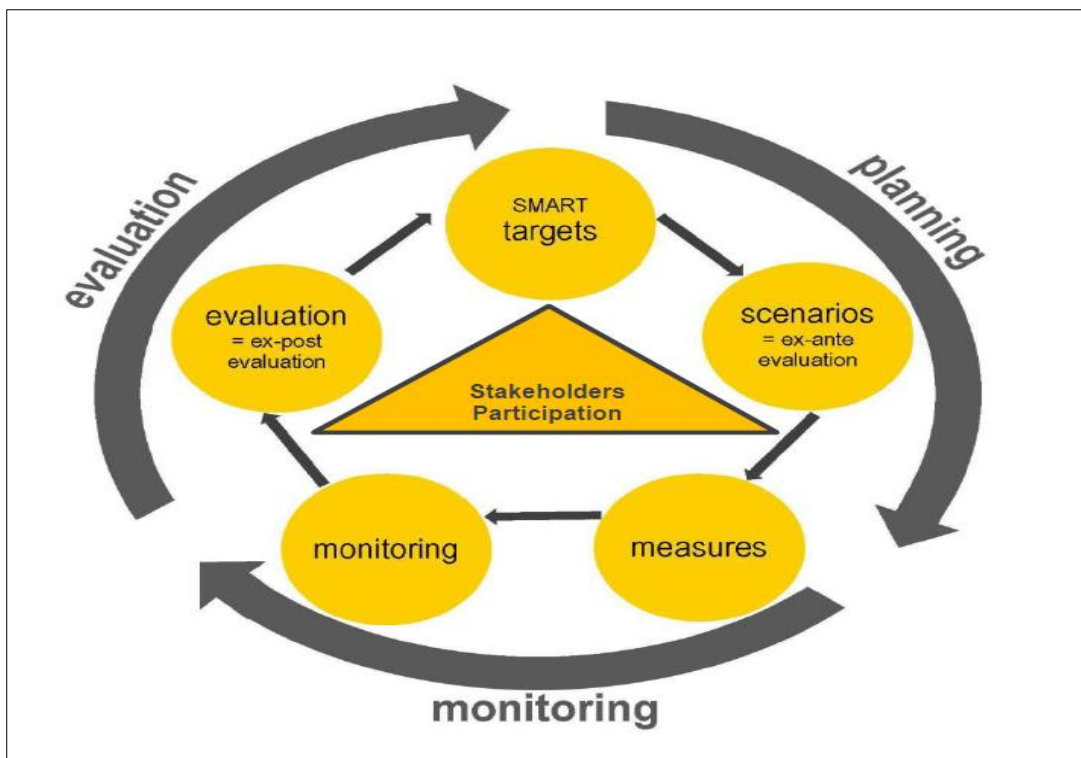 evaluation
planning
SMART
targets
evaluation
= ex-post
evaluation
scenarios
= ex-ante
evaluation
Stakeholders
Participation
monitoring
measures
monitoring